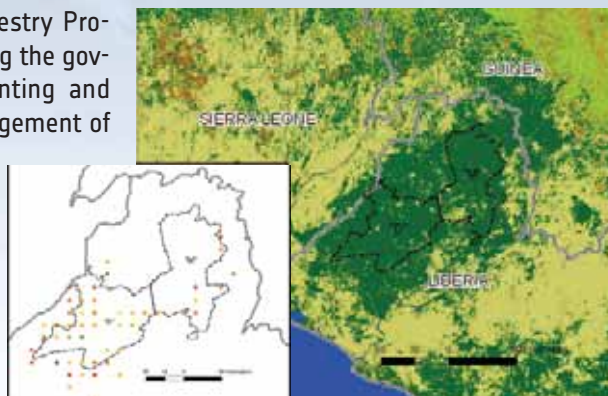 estry Pro-
g the gov-
nting and
gement of
GUINEA
SIERRA LEONE
LIBERIA